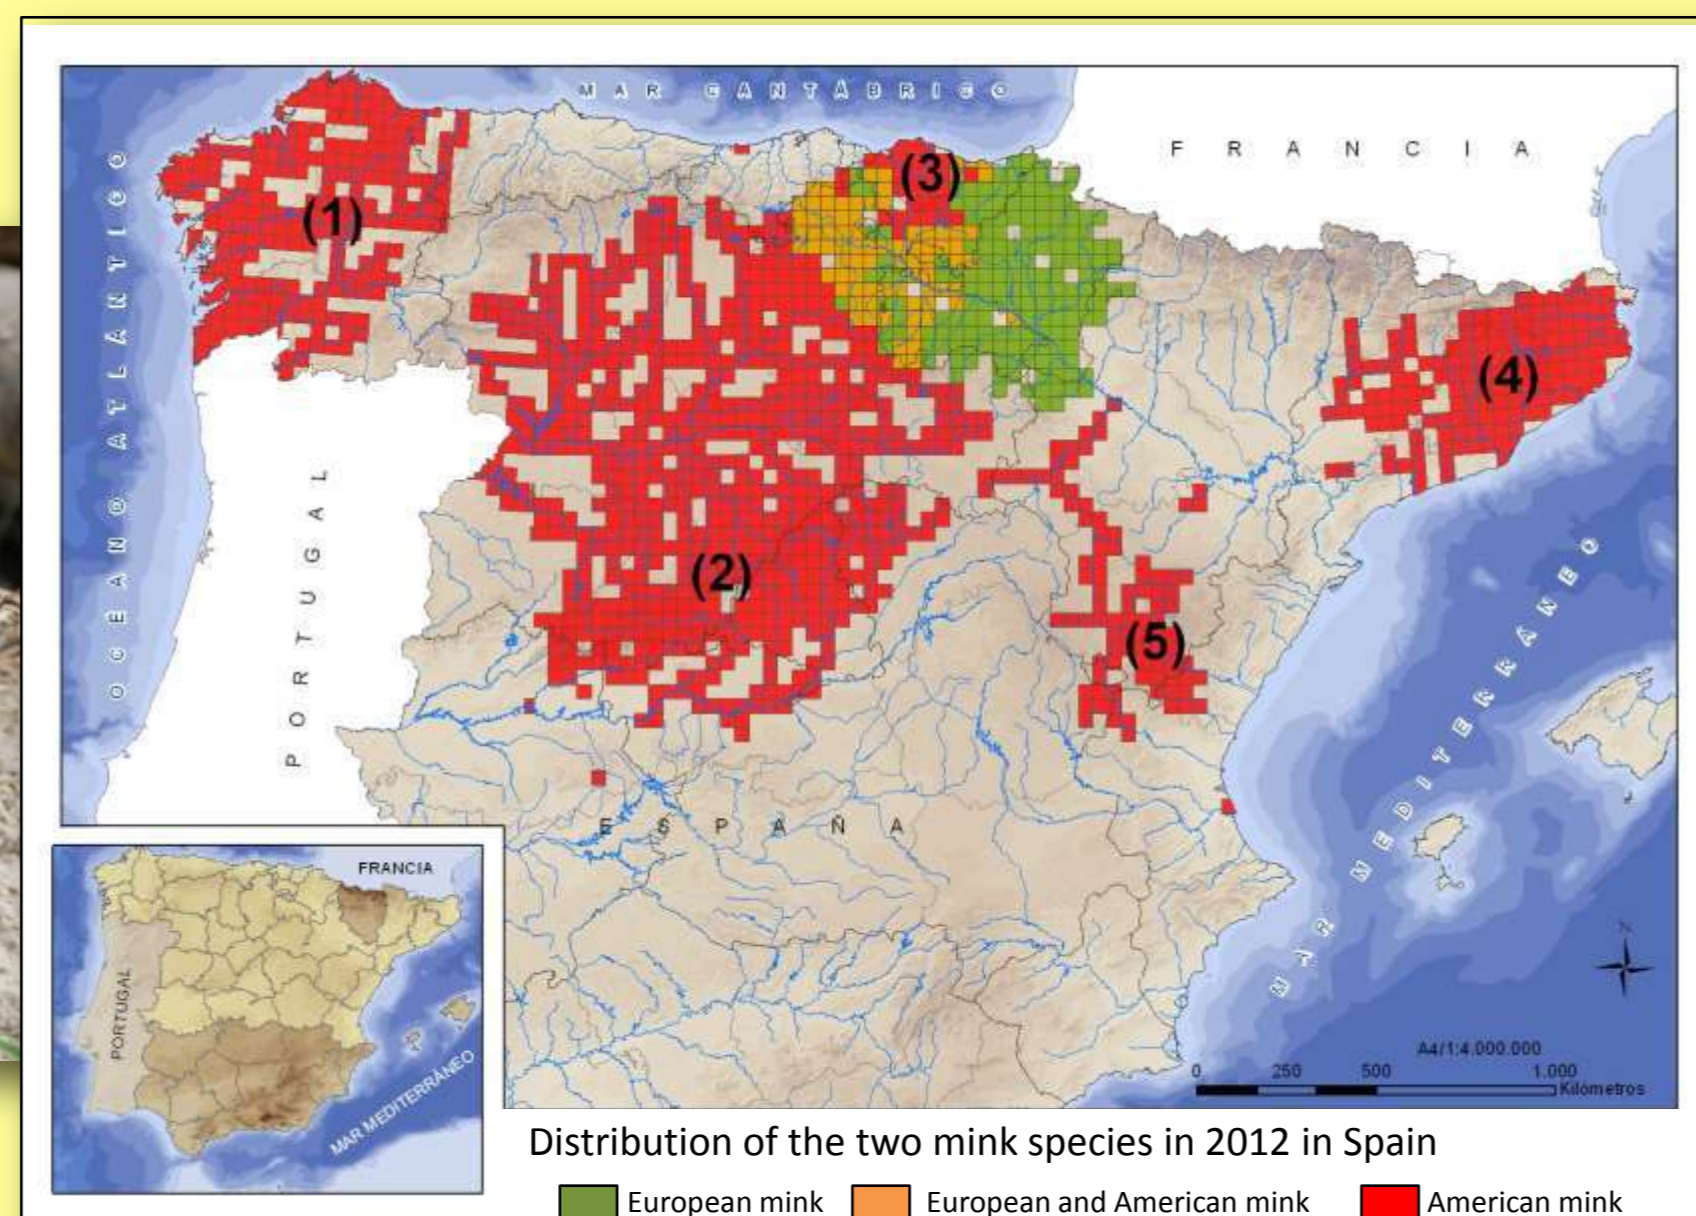 MAR CANTÁBRICO
FRANCIA
OCEANO ATLANTICO
PORTUGAL
(1)
(2)
(3)
(4)
(5)
ESPAÑA
MAR MEDITERRÁNEO
N
A4/1:4.000.000
0 250 500 1.000
Kilómetros
FRANCIA
PORTUGAL
MAR MEDITERRÁNEO
Distribution of the two mink species in 2012 in Spain
European mink European and American mink American mink